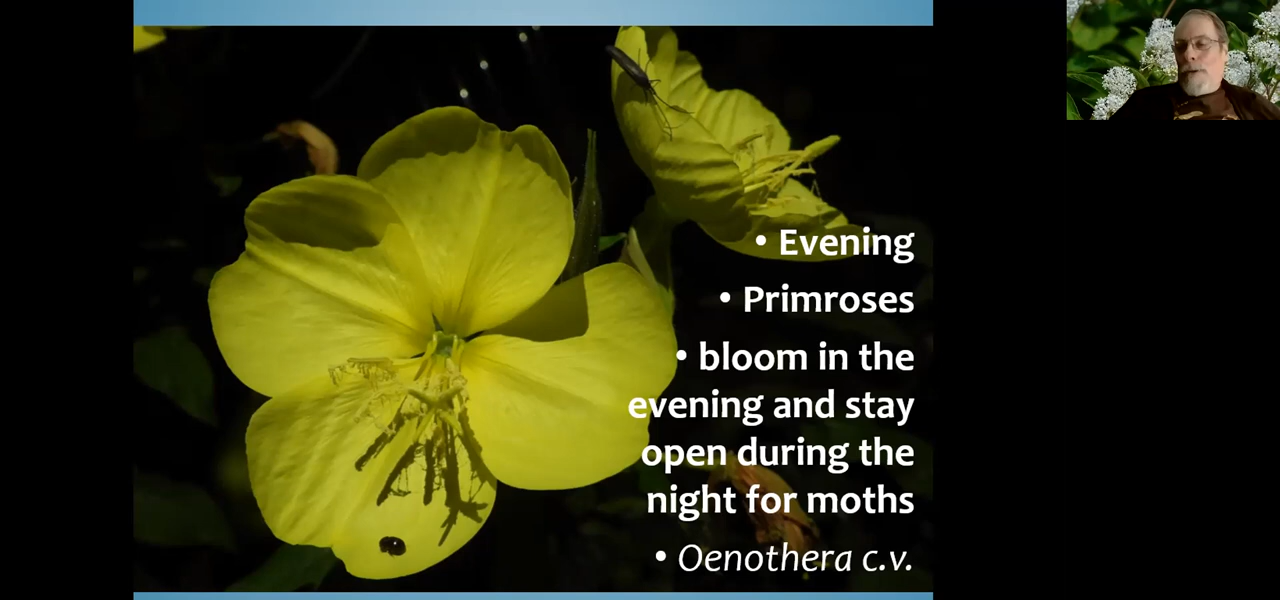 • Evening
• Primroses
• bloom in the
evening and stay
open during the
night for moths
• Oenothera c.v.